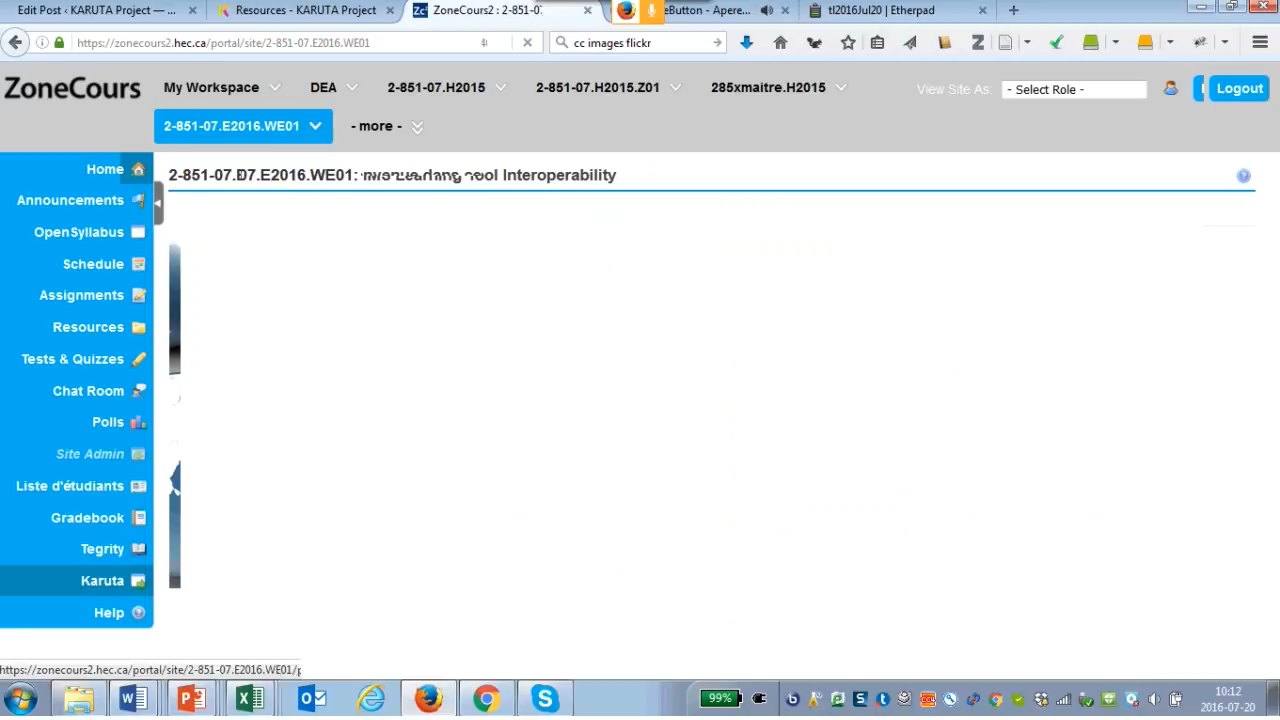 Edit Post ‹ KARUTA Project — ...
Resources - KARUTA Project
ZoneCours2 : 2-851-07
eButton - Apere...
tl2016Jul20 | Etherpad
https://zonecours2.hec.ca/portal/site/2-851-07.E2016.WE01
cc images flickr
ZoneCours
My Workspace
DEA
2-851-07.H2015
2-851-07.H2015.Z01
285xmaitre.H2015
View Site As:
- Select Role -
Logout
2-851-07.E2016.WE01
- more -
Home
2-851-07.E2016.WE01: Tool Interoperability
Announcements
OpenSyllabus
Schedule
Assignments
Resources
Tests & Quizzes
Chat Room
Polls
Site Admin
Liste d'étudiants
Gradebook
Tegrity
Karuta
Help
https://zonecours2.hec.ca/portal/site/2-851-07.E2016.WE01/p
99%
10:12
2016-07-20